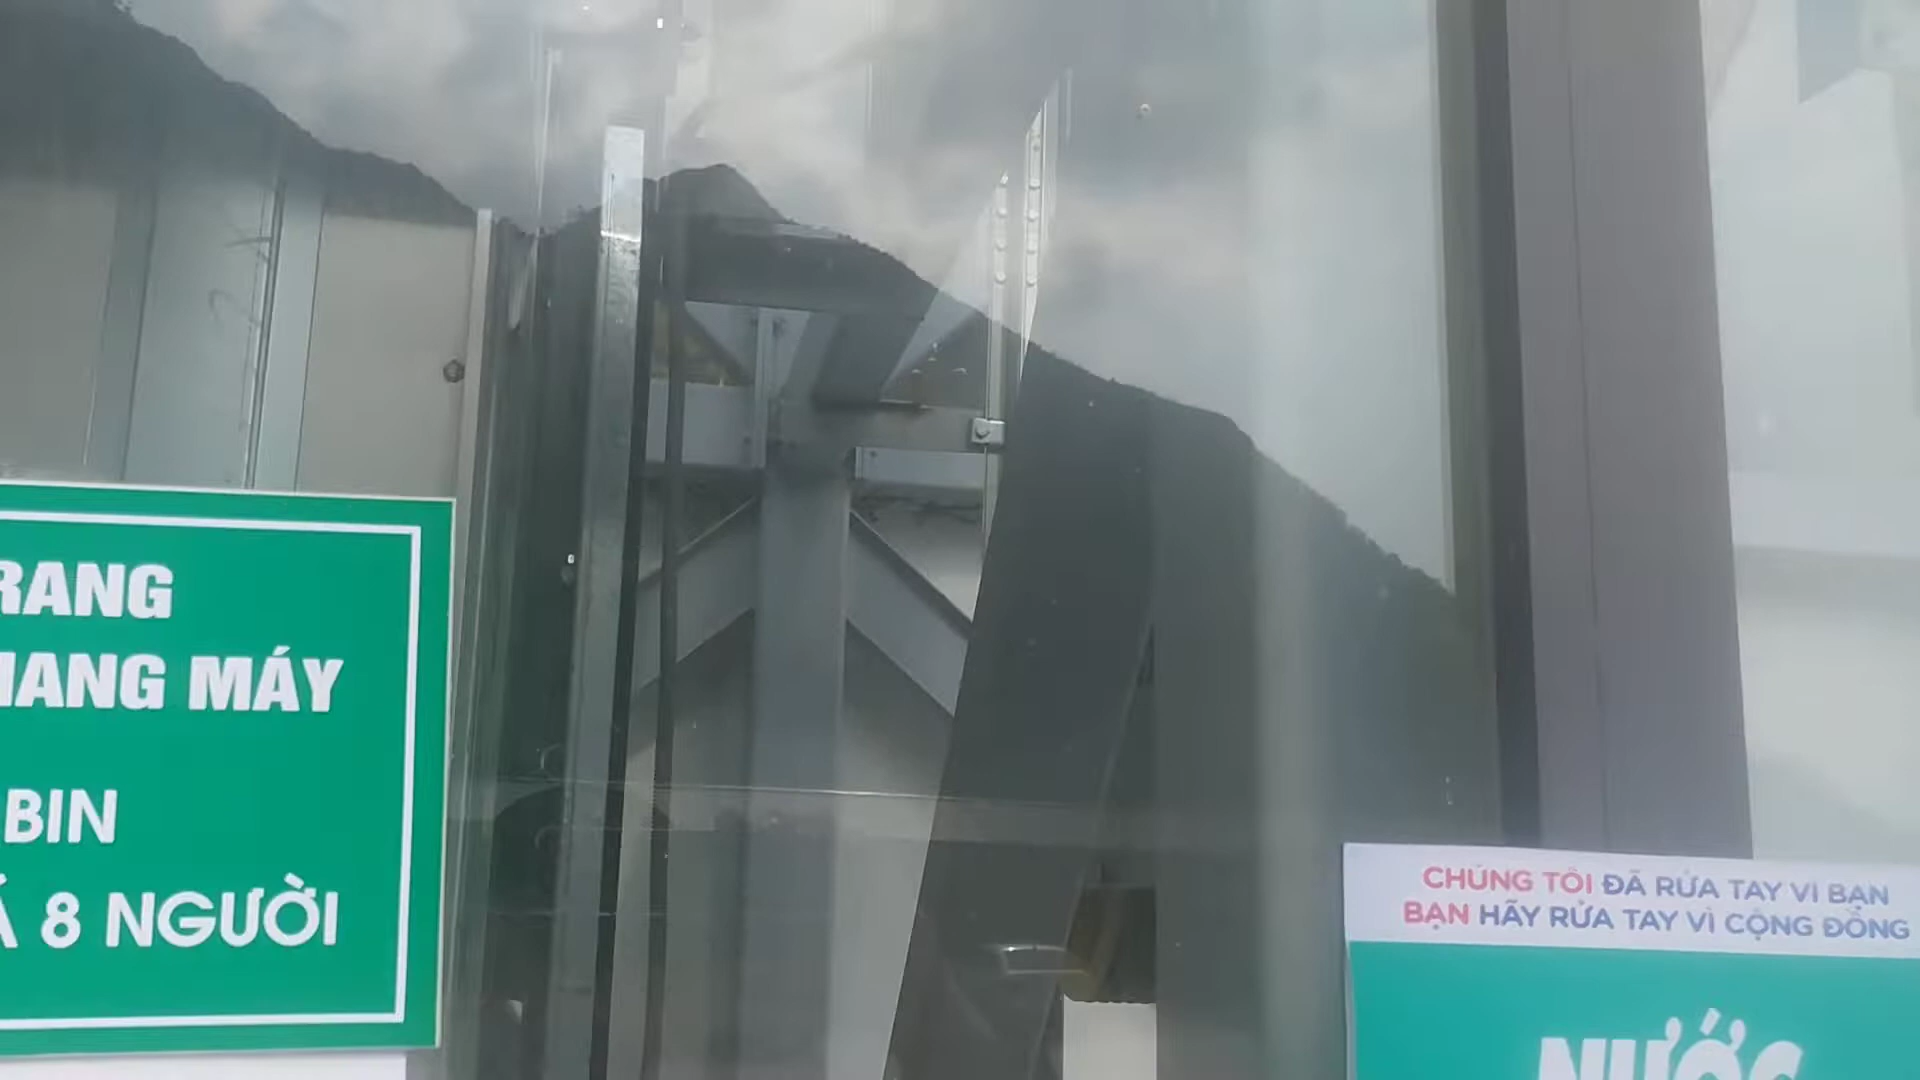 RANG
HANG MÁY
BIN
Á 8 NGƯỜI
CHÚNG TÔI ĐÃ RỬA TAY VÌ BẠN
BẠN HÃY RỬA TAY VÌ CỘNG ĐỒNG
NƯỚC